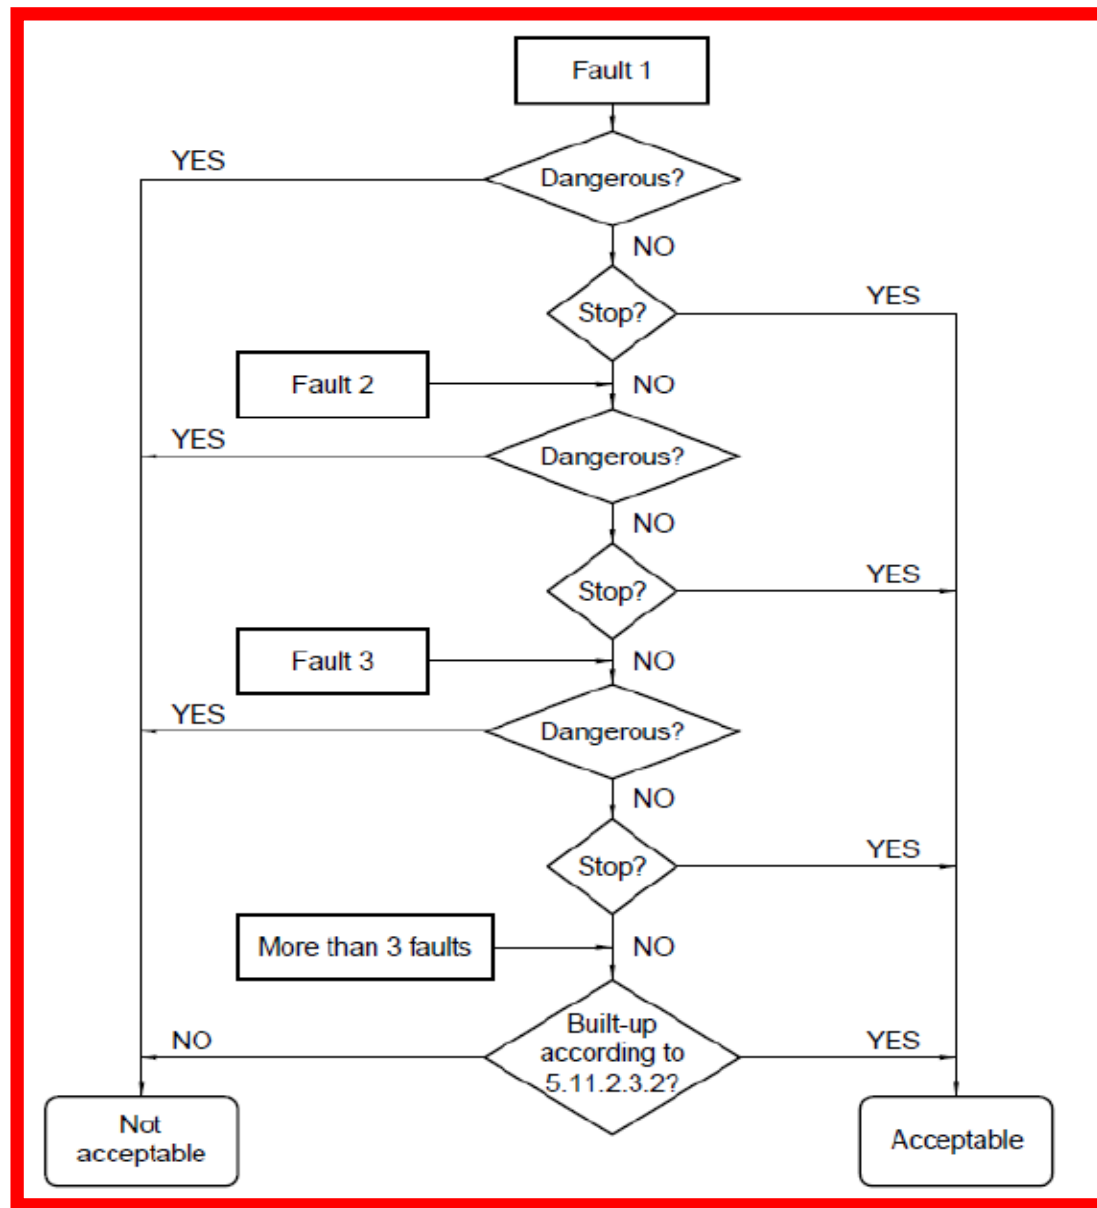 Fault 1
YES
Dangerous?
NO
YES
Stop?
Fault 2
NO
YES
Dangerous?
NO
YES
Stop?
Fault 3
NO
YES
Dangerous?
NO
YES
Stop?
More than 3 faults
NO
Built-up
according to
5.11.2.3.2?
NO
YES
Not
acceptable
Acceptable